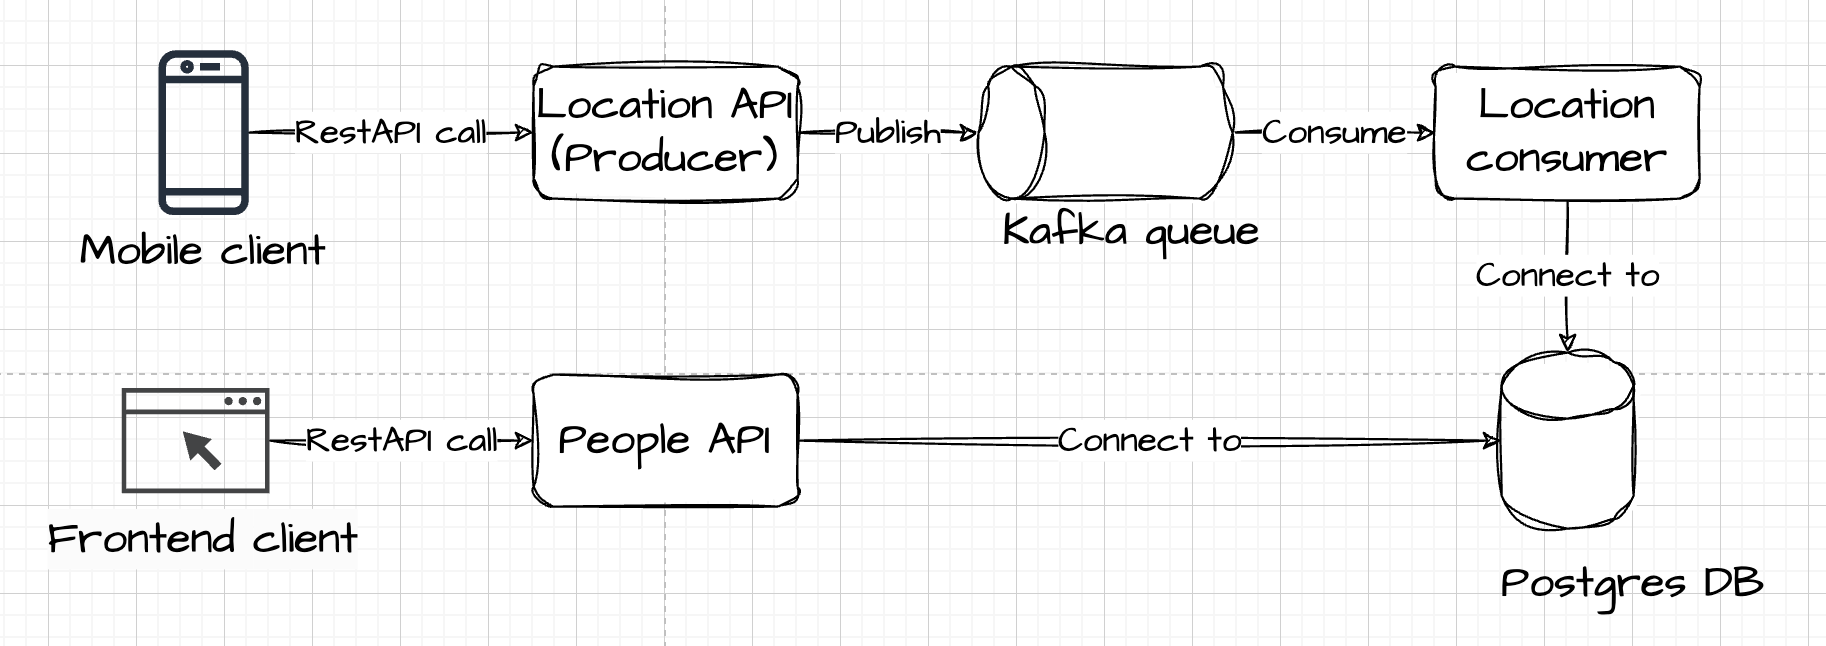 Location API
(Producer)
RestAPI call
Publish
Consume
Location
consumer
Mobile client
Kafka queue
Connect to
RestAPI call
People API
Connect to
Frontend client
Postgres DB